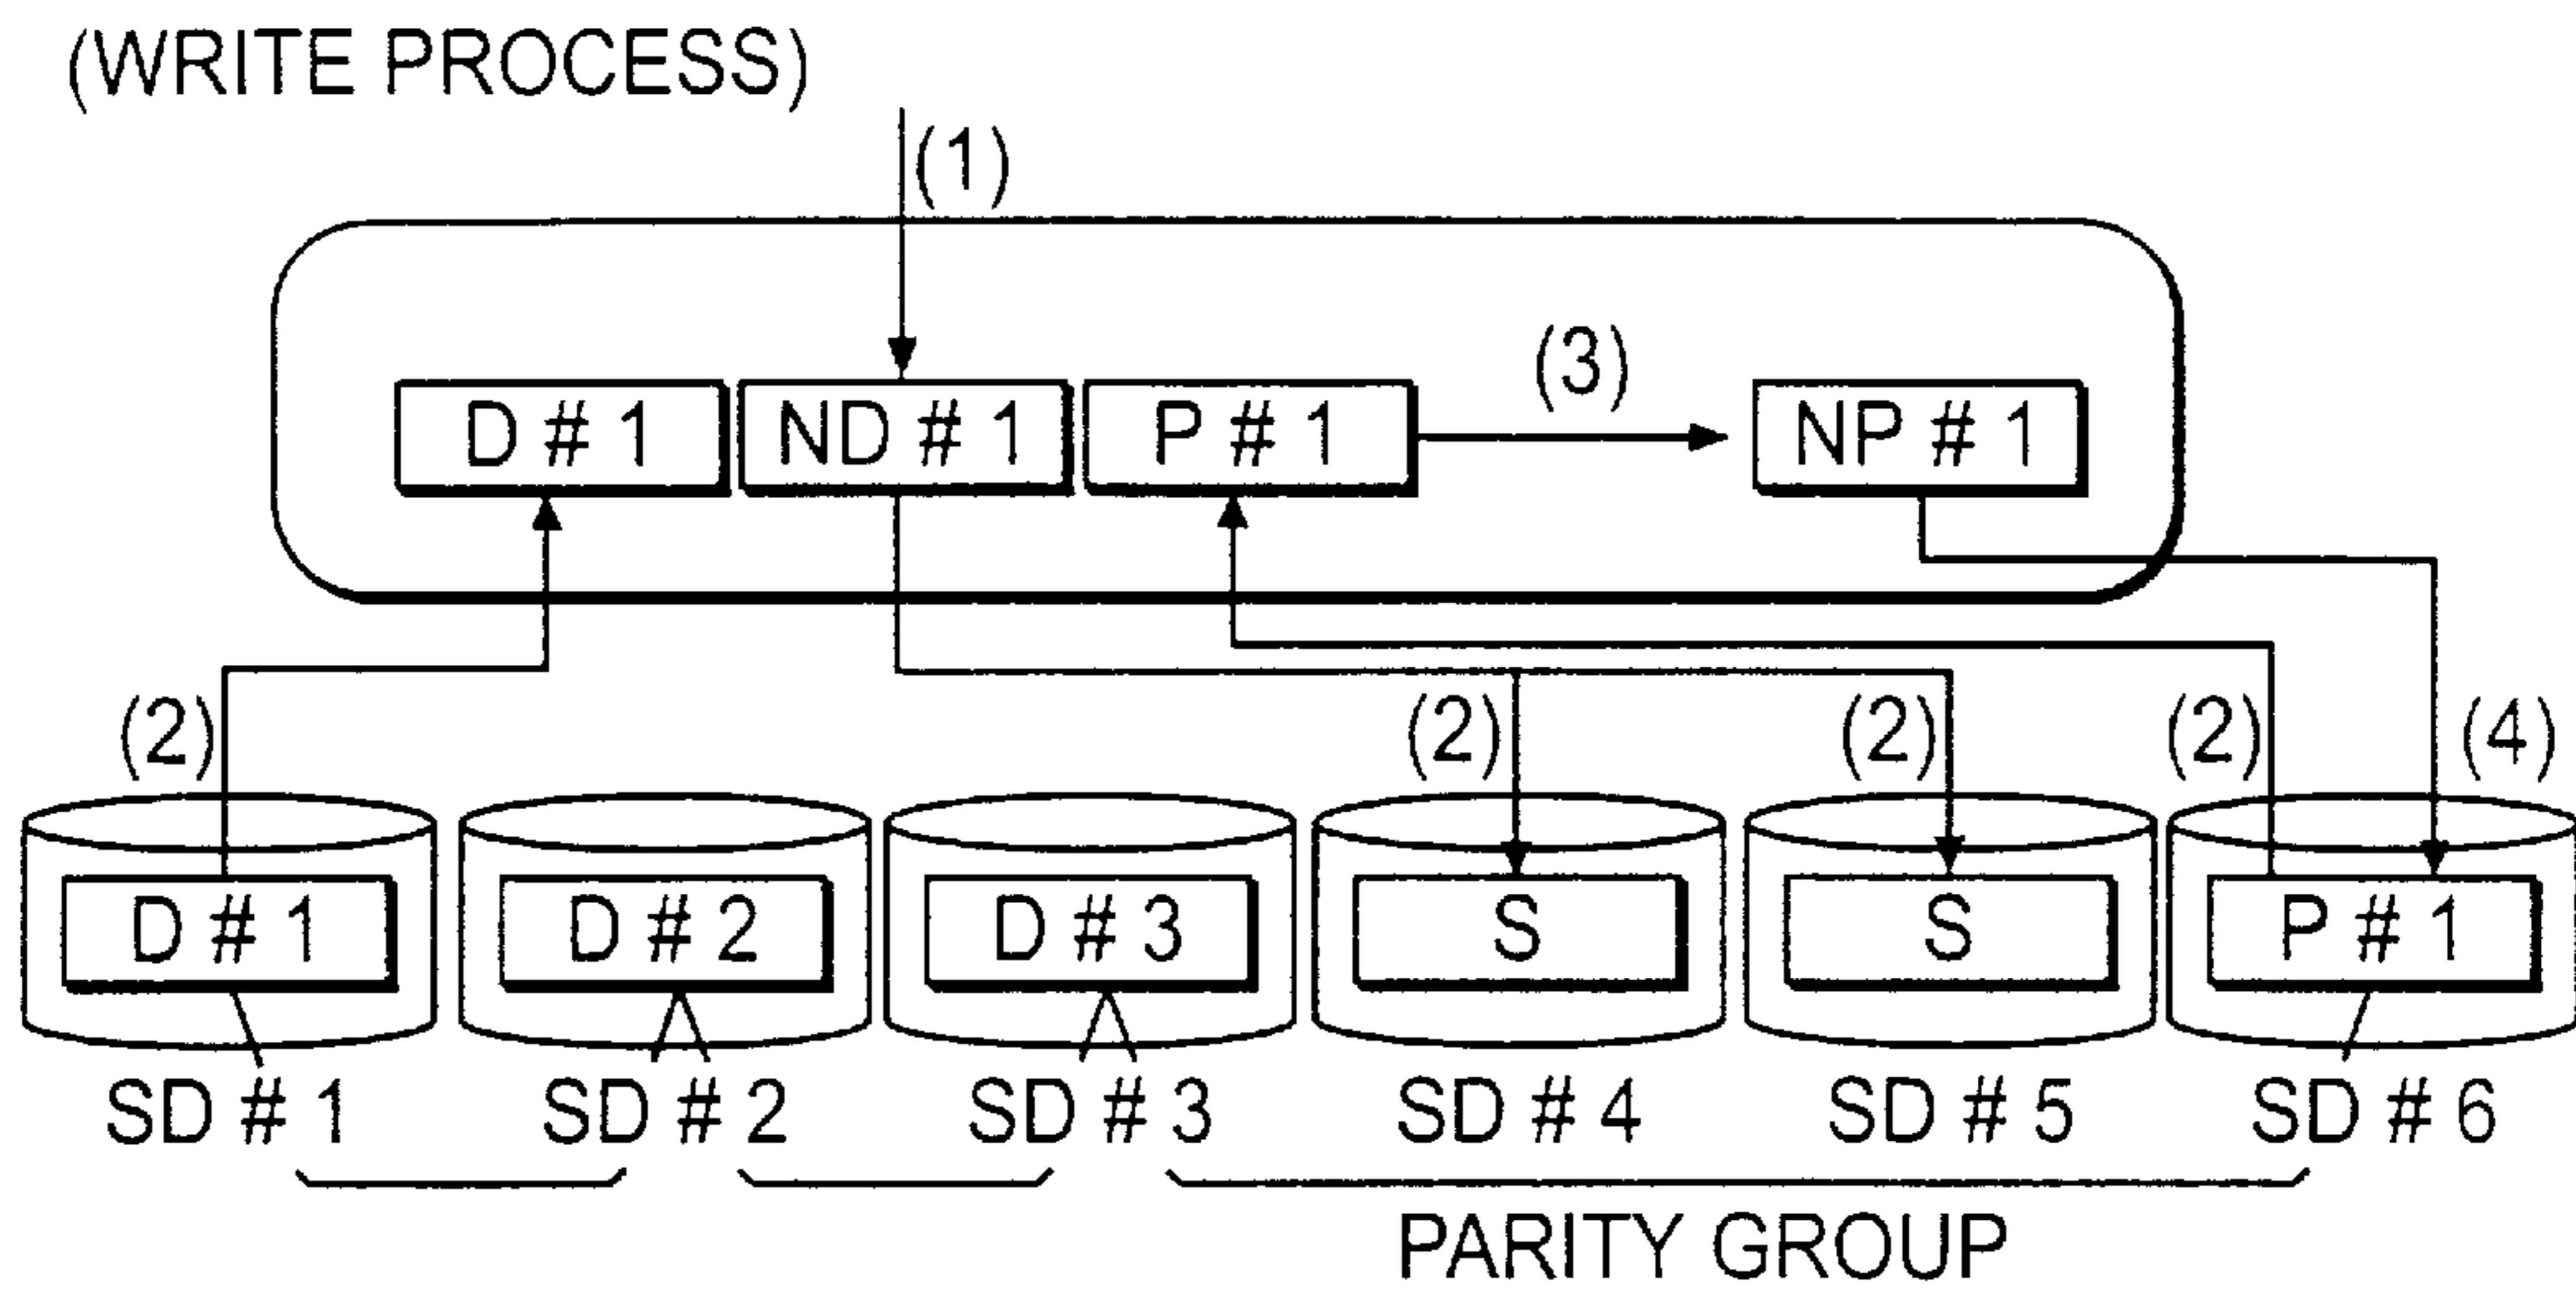 (WRITE PROCESS)
(1)
(3)
D # 1 ND # 1 P # 1 NP # 1
(2) (2) (2) (2) (4)
D # 1 D # 2 D # 3 S S P # 1
SD # 1 SD # 2 SD # 3 SD # 4 SD # 5 SD # 6
PARITY GROUP